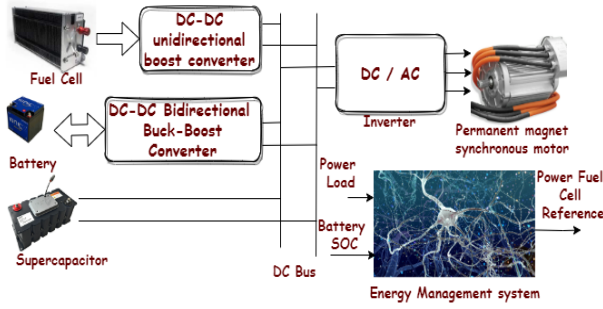 DC-DC
unidirectional
boost converter
Fuel Cell
DC / AC
Inverter
Permanent magnet
synchronous motor
DC-DC Bidirectional
Buck-Boost
Converter
Battery
Power
Load
Power Fuel
Cell
Reference
Battery
SOC
Supercapacitor
DC Bus
Energy Management system